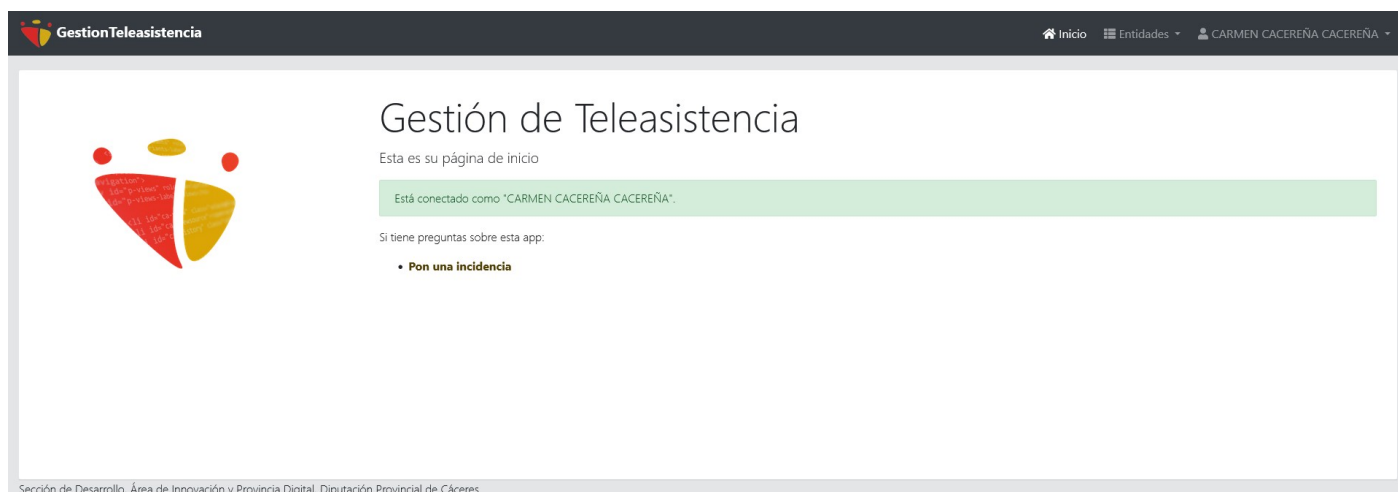 GestionTeleasistencia
Inicio
Entidades
CARMEN CACEREÑA CACEREÑA
Gestión de Teleasistencia
Esta es su página de inicio
Está conectado como "CARMEN CACEREÑA CACEREÑA".
Si tiene preguntas sobre esta app:
• Pon una incidencia
Sección de Desarrollo. Área de Innovación y Provincia Digital. Diputación Provincial de Cáceres